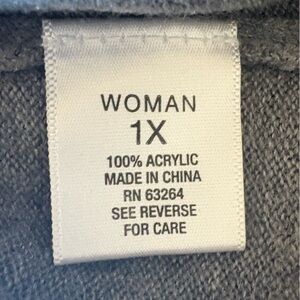 WOMAN
1X
100% ACRYLIC
MADE IN CHINA
RN 63264
SEE REVERSE
FOR CARE